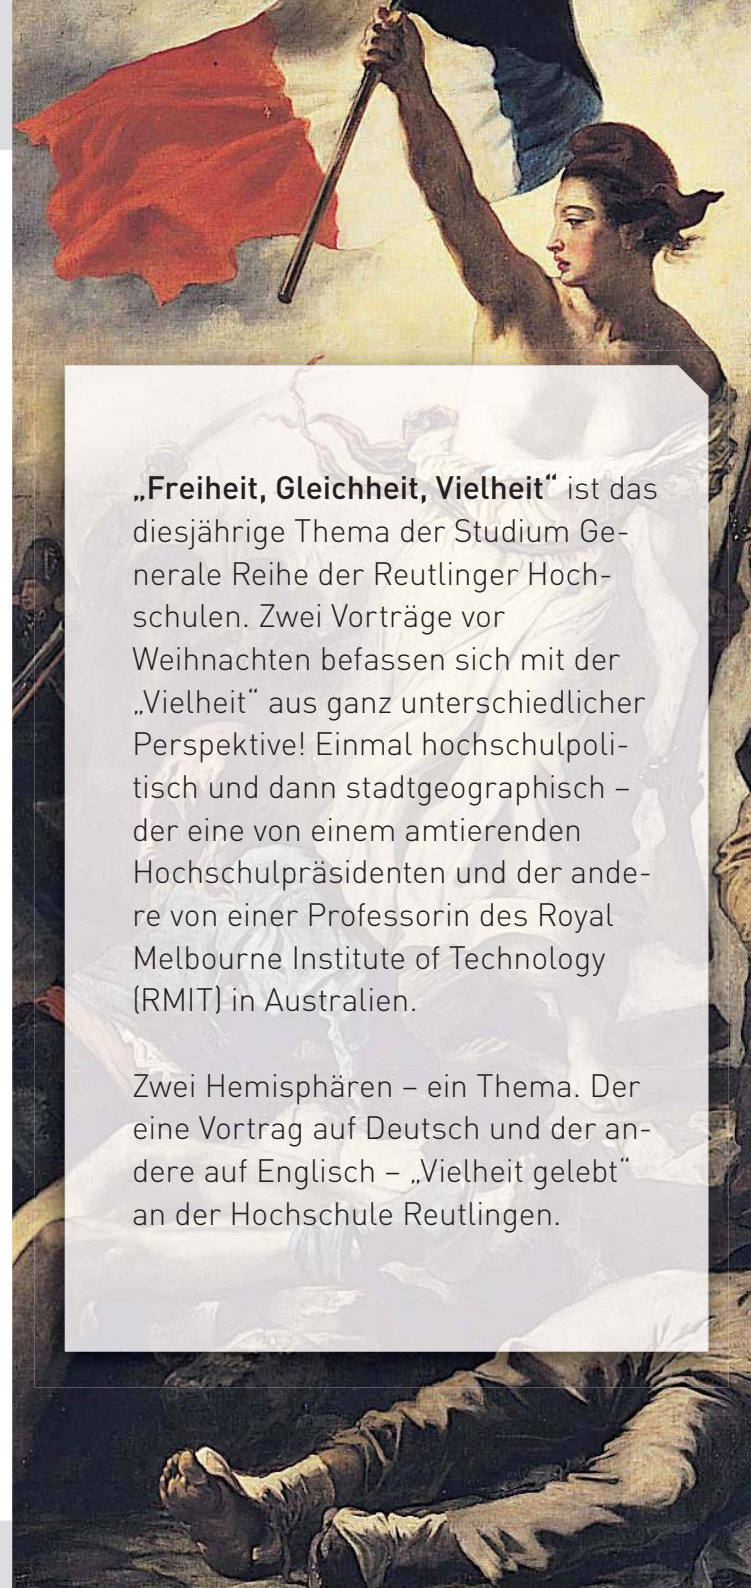 „Freiheit, Gleichheit, Vielheit“ ist das
diesjährige Thema der Studium Ge-
nerale Reihe der Reutlinger Hoch-
schulen. Zwei Vorträge vor
Weihnachten befassen sich mit der
„Vielheit“ aus ganz unterschiedlicher
Perspektive! Einmal hochschulpoli-
tisch und dann stadtgeographisch –
der eine von einem amtierenden
Hochschulpräsidenten und der ande-
re von einer Professorin des Royal
Melbourne Institute of Technology
(RMIT) in Australien.

Zwei Hemisphären – ein Thema. Der
eine Vortrag auf Deutsch und der an-
dere auf Englisch – „Vielheit gelebt“
an der Hochschule Reutlingen.